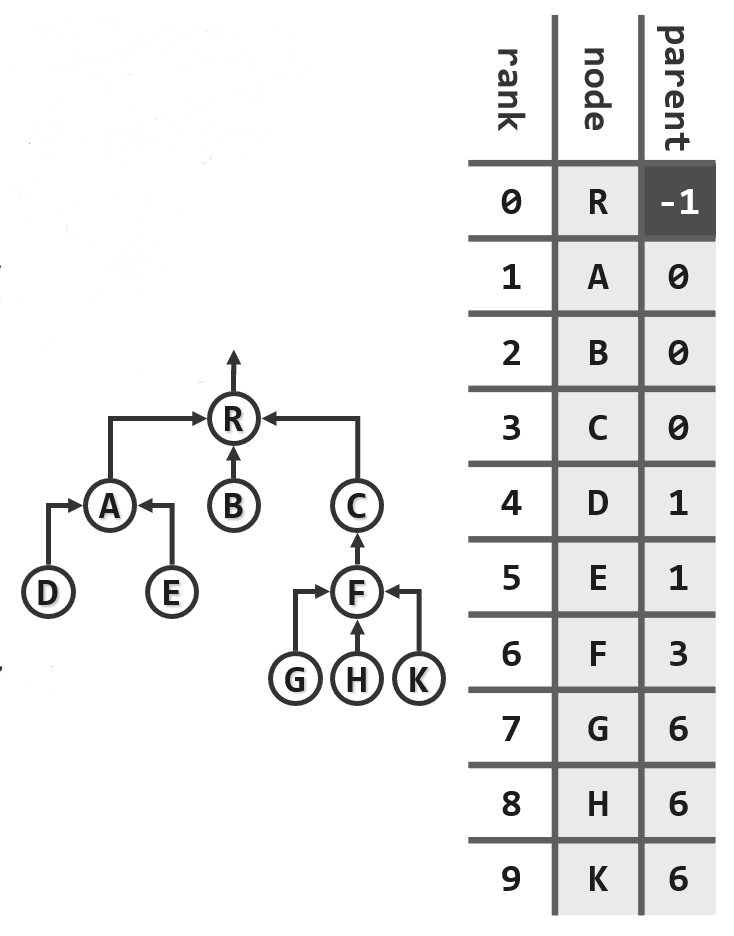 rank node parent
0 R -1
1 A 0
2 B 0
3 C 0
4 D 1
5 E 1
6 F 3
7 G 6
8 H 6
9 K 6
R
A B C
D E F
G H K